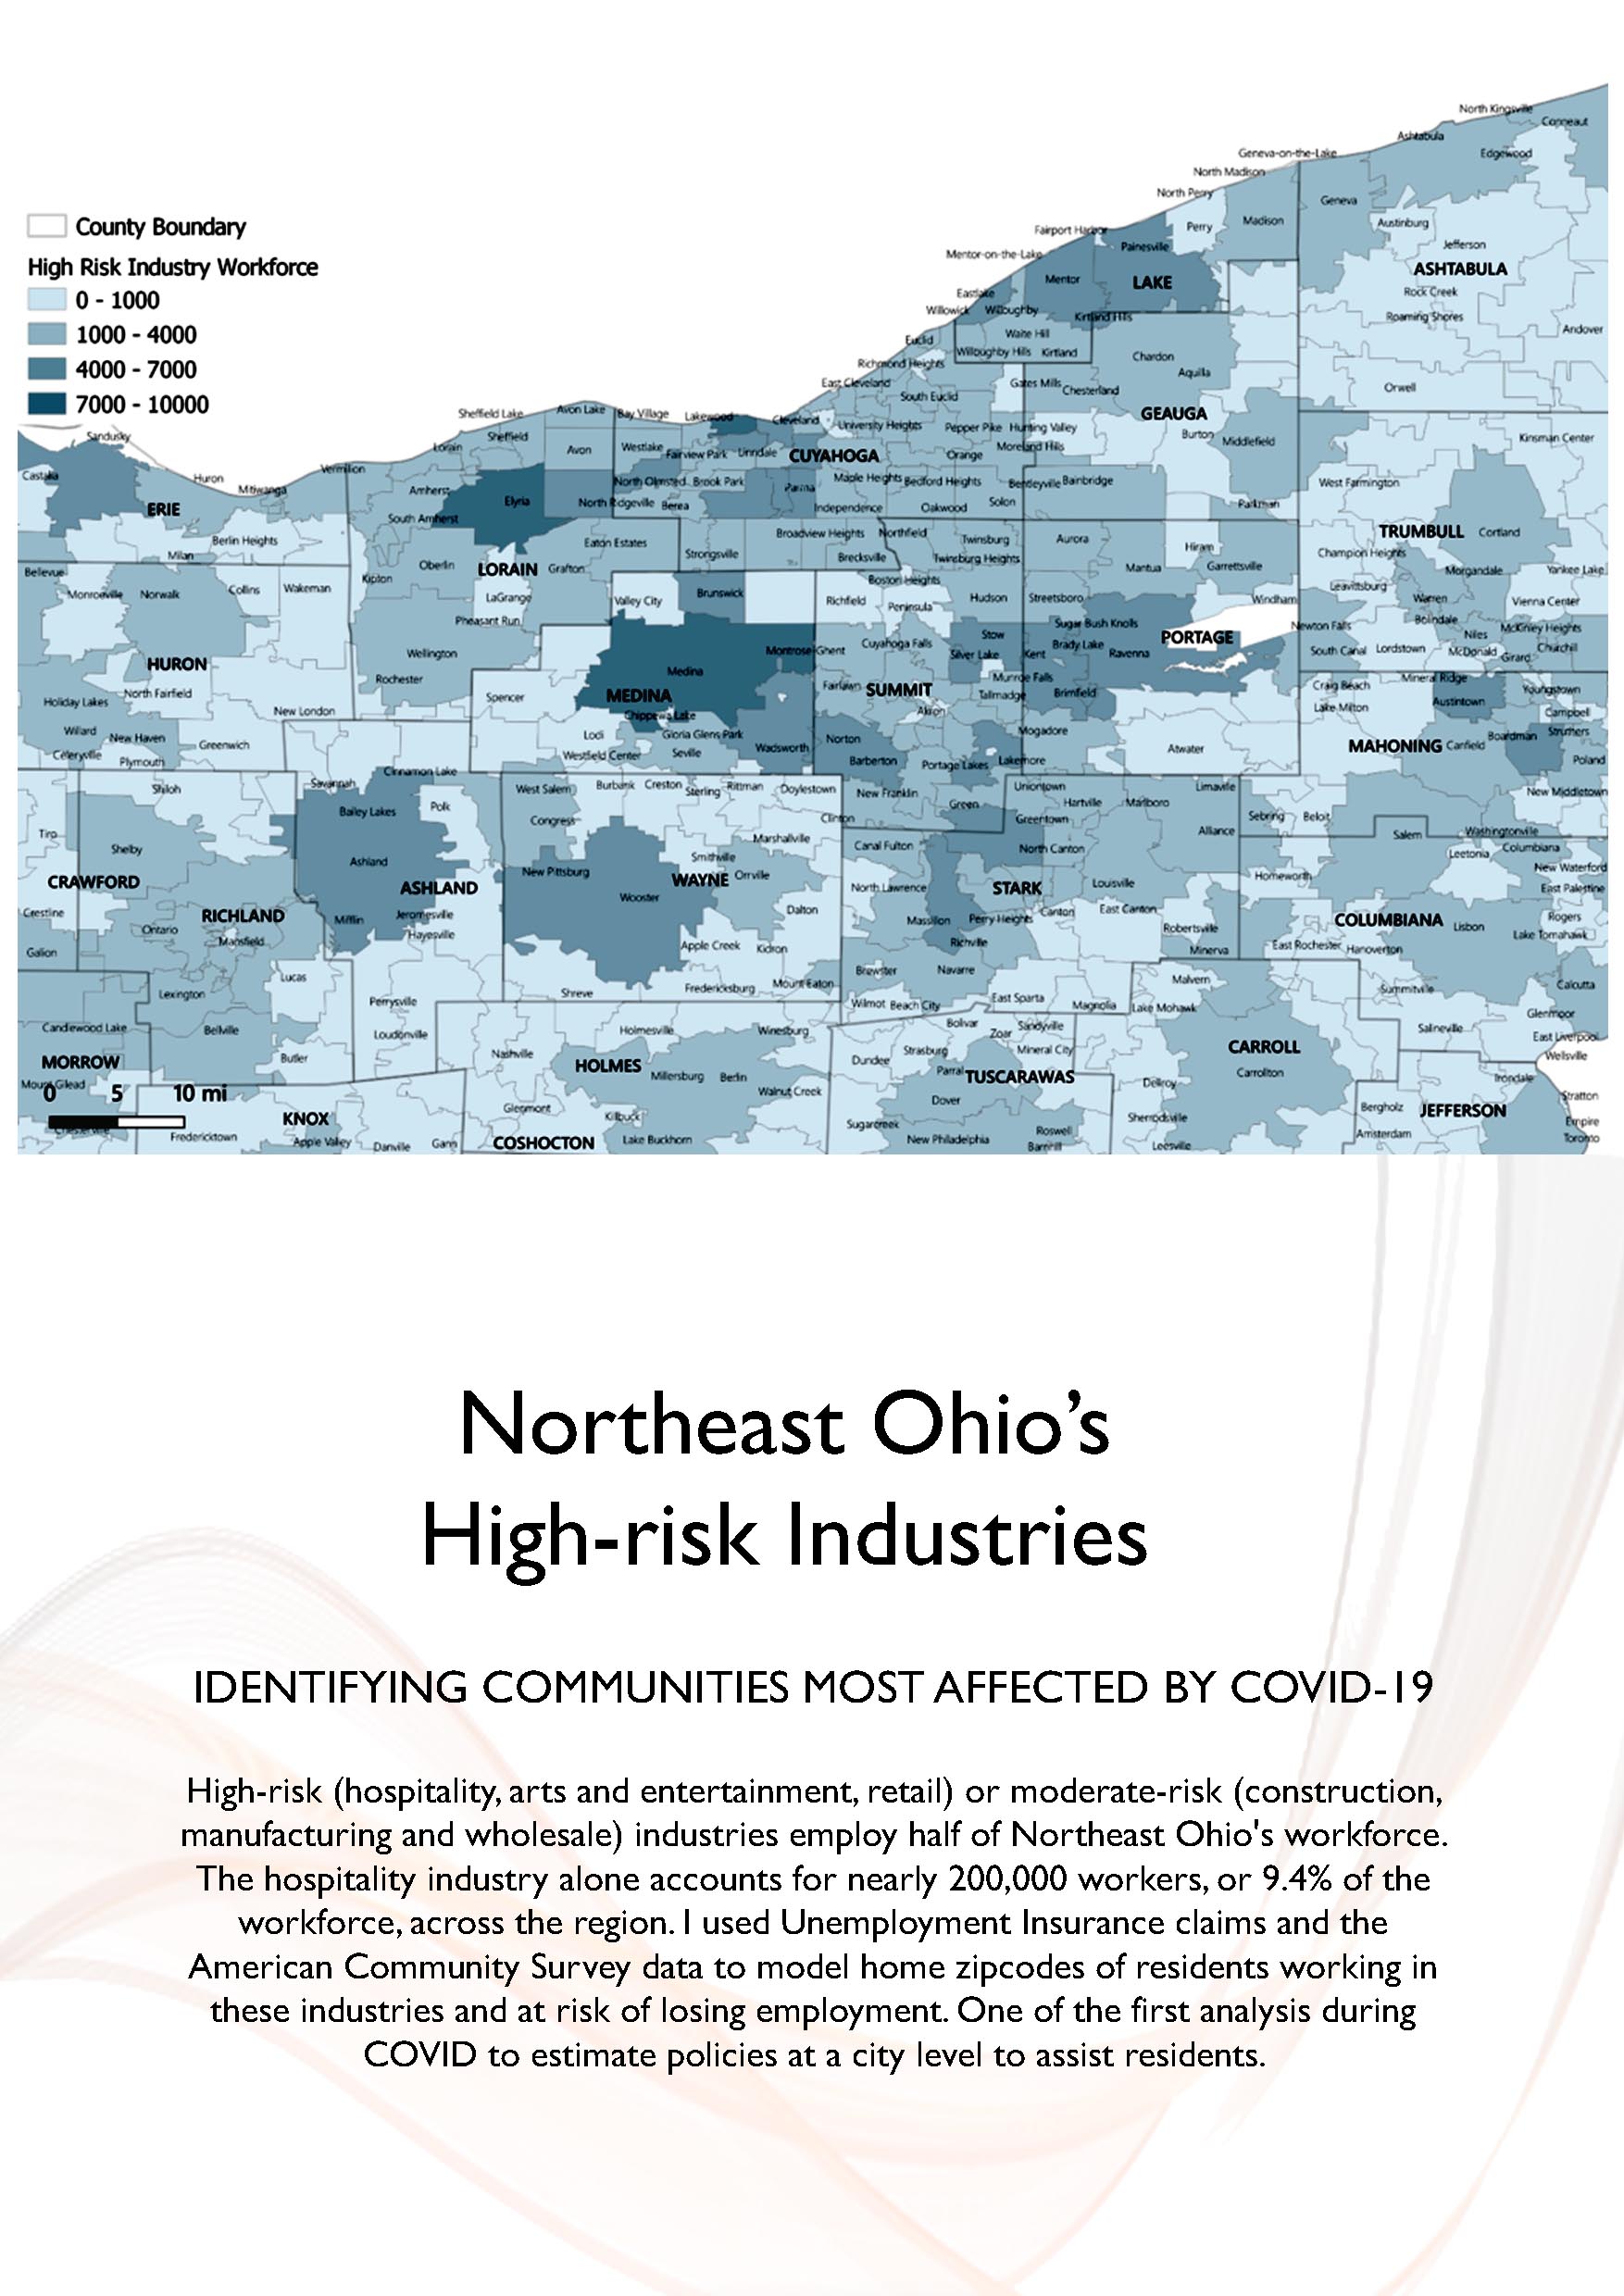 North Kingsville
Conneaut
Ashtabula
Geneva-on-the-Lake
Edgewood
North Madison
North Perry
Geneva
County Boundary
Fairport Harbor
Perry
Madison
Austinburg
Mentor-on-the-Lake
Painesville
Jefferson
High Risk Industry Workforce
Mentor
LAKE
ASHTABULA
0 - 1000
Eastlake
Rock Creek
Willowick
Willoughby
Kirtland Hills
Roaming Shores
1000 - 4000
Euclid
Waite Hill
Andover
Richmond Heights
Willoughby Hills
Kirtland
Chardon
4000 - 7000
East Cleveland
Gates Mills
Chesterland
Aquilla
Orwell
7000 - 10000
South Euclid
Sheffield Lake
Avon Lake
Bay Village
Lakewood
Cleveland
University Heights
Pepper Pike
Hunting Valley
GEAUGA
Sandusky
Sheffield
Burton
Middlefield
Kinsman Center
Lorain
Avon
Westlake
Fairview Park
Linndale
CUYAHOGA
Orange
Moreland Hills
Castalia
Huron
Vermilion
Mitiwanga
Amherst
Elyria
North Olmsted
Brook Park
Parma
Maple Heights
Bedford Heights
Bentleyville
Bainbridge
West Farmington
ERIE
South Amherst
North Ridgeville
Berea
Independence
Oakwood
Solon
Parkman
Berlin Heights
Eaton Estates
Broadview Heights
Northfield
Twinsburg
Aurora
Hiram
TRUMBULL
Cortland
Milan
Oberlin
LORAIN
Grafton
Strongsville
Brecksville
Twinsburg Heights
Mantua
Garrettsville
Champion Heights
Bellevue
Kipton
Boston Heights
Morgandale
Yankee Lake
Monroeville
Norwalk
Collins
Wakeman
LaGrange
Valley City
Brunswick
Richfield
Peninsula
Hudson
Streetsboro
Windham
Leavittsburg
Warren
Vienna Center
Pheasant Run
Sugar Bush Knolls
Newton Falls
Bolindale
McKinley Heights
HURON
Wellington
Montrose-Ghent
Cuyahoga Falls
Stow
Silver Lake
Kent
Brady Lake
Ravenna
PORTAGE
South Canal
Lordstown
McDonald
Niles
Girard
Churchill
Rochester
Medina
Munroe Falls
Mineral Ridge
Holiday Lakes
North Fairfield
New London
Spencer
MEDINA
Fairlawn
SUMMIT
Tallmadge
Brimfield
Craig Beach
Lake Milton
Austintown
Youngstown
Campbell
Willard
New Haven
Chippewa Lake
Akron
Mogadore
Celeryville
Plymouth
Greenwich
Lodi
Gloria Glens Park
Westfield Center
Seville
Wadsworth
Norton
Barberton
Portage Lakes
Lakemore
Atwater
MAHONING
Canfield
Boardman
Struthers
Poland
Shiloh
Savannah
Cinnamon Lake
West Salem
Burbank
Creston
Sterling
Rittman
Doylestown
New Franklin
Uniontown
Limaville
New Middletown
Tiro
Bailey Lakes
Polk
Congress
Clinton
Green
Hartville
Marlboro
Greentown
Sebring
Beloit
Shelby
Marshallville
Canal Fulton
North Canton
Alliance
Salem
Washingtonville
Leetonia
Columbiana
CRAWFORD
Ashland
ASHLAND
New Pittsburg
Smithville
WAYNE
Orrville
North Lawrence
STARK
Louisville
Homeworth
New Waterford
East Palestine
Crestline
RICHLAND
Mifflin
Jeromesville
Wooster
Dalton
Massillon
Perry Heights
Canton
East Canton
Robertsville
COLUMBIANA
Lisbon
Rogers
Lake Tomahawk
Galion
Ontario
Mansfield
Hayesville
Apple Creek
Kidron
Richville
Minerva
East Rochester
Hanoverton
Lexington
Lucas
Perrysville
Shreve
Fredericksburg
Mount Eaton
Brewster
Navarre
Malvern
Summitville
Calcutta
Candlewood Lake
Bellville
Loudonville
Holmesville
Winesburg
Wilmot
Beach City
East Sparta
Magnolia
Lake Mohawk
Glenmoor
Bolivar
Zoar
Sandyville
Salineville
East Liverpool
MORROW
Butler
Nashville
HOLMES
Millersburg
Berlin
Dundee
Strasburg
Mineral City
CARROLL
Wellsville
Mount Gilead
Parral
TUSCARAWAS
Carrollton
Irondale
0 5 10 mi
Walnut Creek
Dellroy
Stratton
KNOX
Glenmont
Killbuck
Dover
Sherrodsville
Bergholz
JEFFERSON
Empire
Chesterville
Fredericktown
Apple Valley
Danville
Gann
COSHOCTON
Lake Buckhorn
Sugarcreek
New Philadelphia
Roswell
Barnhill
Leesville
Amsterdam
Toronto
Northeast Ohio’s
High-risk Industries
IDENTIFYING COMMUNITIES MOST AFFECTED BY COVID-19
High-risk (hospitality, arts and entertainment, retail) or moderate-risk (construction,
manufacturing and wholesale) industries employ half of Northeast Ohio's workforce.
The hospitality industry alone accounts for nearly 200,000 workers, or 9.4% of the
workforce, across the region. I used Unemployment Insurance claims and the
American Community Survey data to model home zipcodes of residents working in
these industries and at risk of losing employment. One of the first analysis during
COVID to estimate policies at a city level to assist residents.